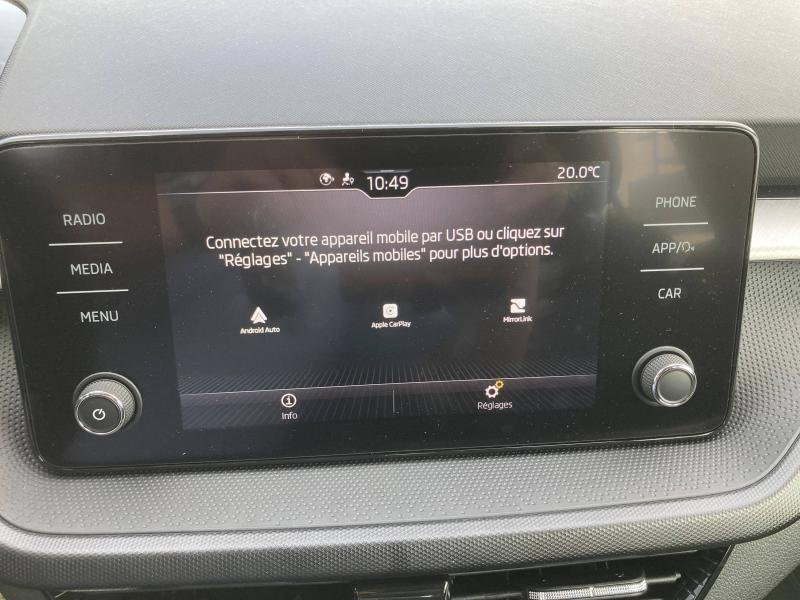 10:49
20.0°C
RADIO
MEDIA
MENU
Connectez votre appareil mobile par USB ou cliquez sur
"Réglages" - "Appareils mobiles" pour plus d'options.
Android Auto
Apple CarPlay
MirrorLink
Info
Réglages
PHONE
APP/
CAR